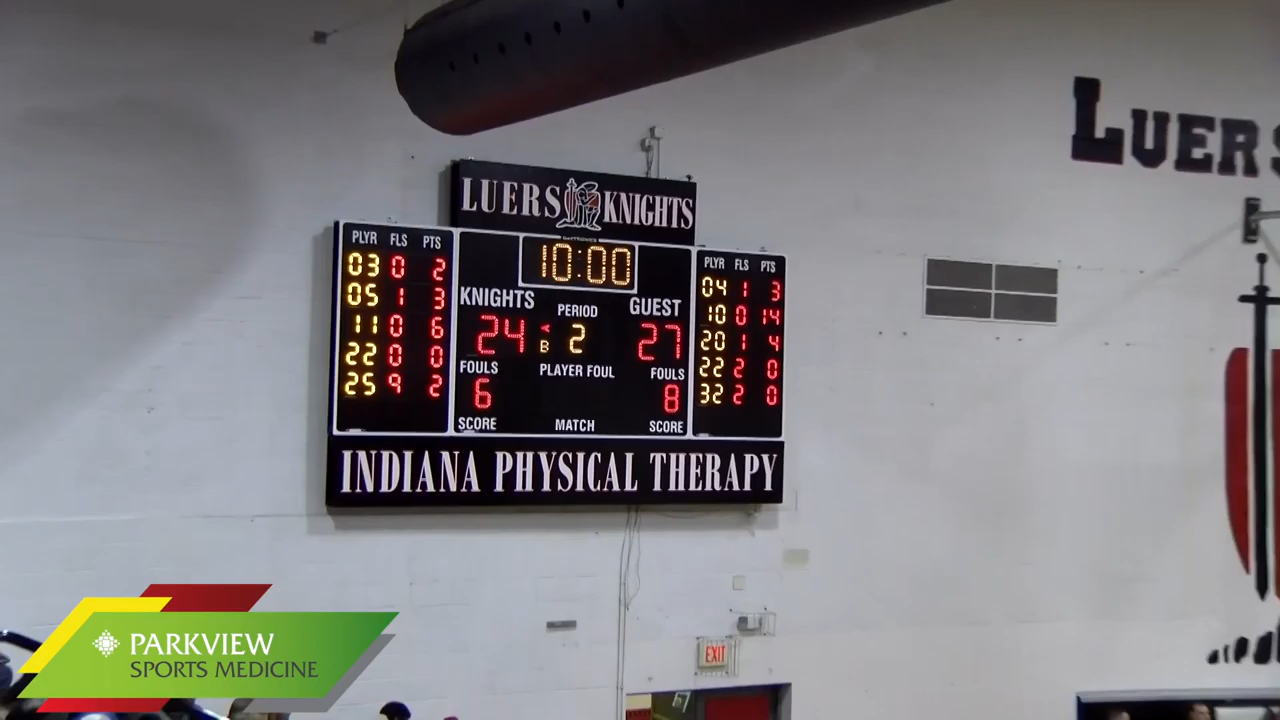 LUERS
LUERS KNIGHTS
PLYR FLS PTS
03 0 2
05 1 3
11 0 6
22 0 0
25 9 2
10:00
KNIGHTS PERIOD GUEST
24 B 2 27
FOULS PLAYER FOUL FOULS
6 8
SCORE MATCH SCORE
PLYR FLS PTS
04 1 3
10 0 14
20 1 4
22 2 0
32 2 0
INDIANA PHYSICAL THERAPY
EXIT
PARKVIEW
SPORTS MEDICINE